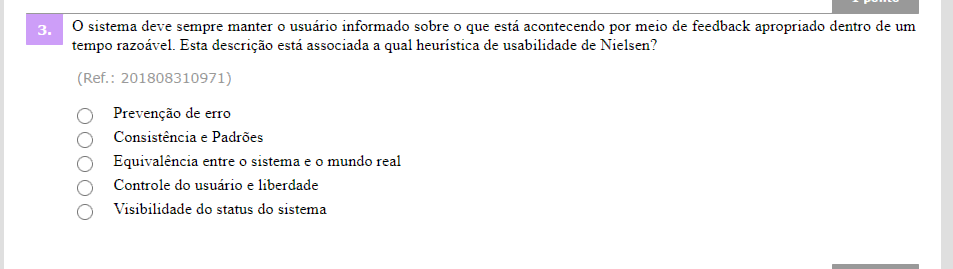 1 ponto
3. O sistema deve sempre manter o usuário informado sobre o que está acontecendo por meio de feedback apropriado dentro de um
tempo razoável. Esta descrição está associada a qual heurística de usabilidade de Nielsen?
(Ref.: 201808310971)
Prevenção de erro
Consistência e Padrões
Equivalência entre o sistema e o mundo real
Controle do usuário e liberdade
Visibilidade do status do sistema